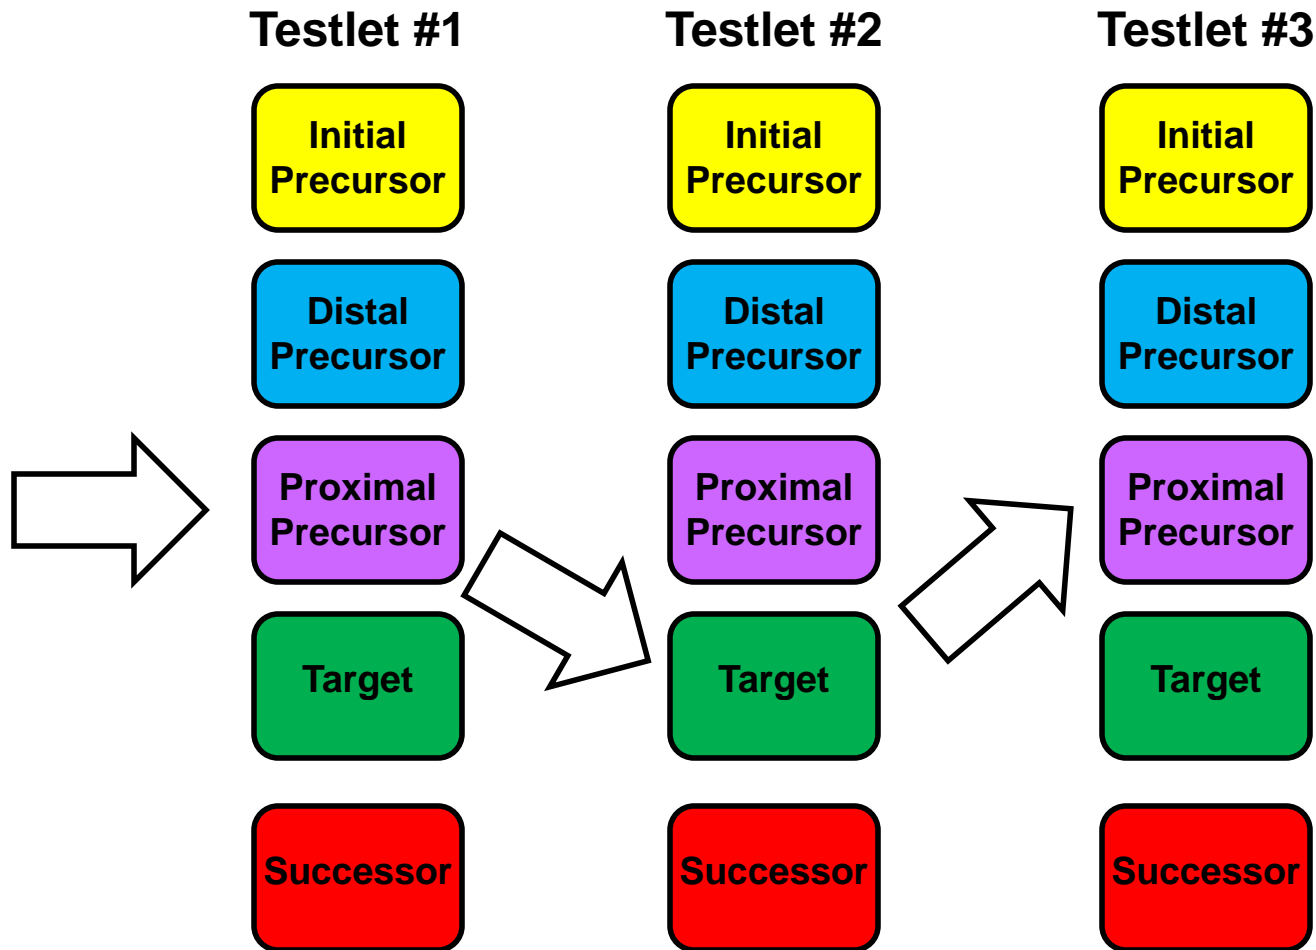 Testlet #1
Testlet #2
Testlet #3
Initial
Precursor
Initial
Precursor
Initial
Precursor
Distal
Precursor
Distal
Precursor
Distal
Precursor
Proximal
Precursor
Proximal
Precursor
Proximal
Precursor
Target
Target
Target
Successor
Successor
Successor